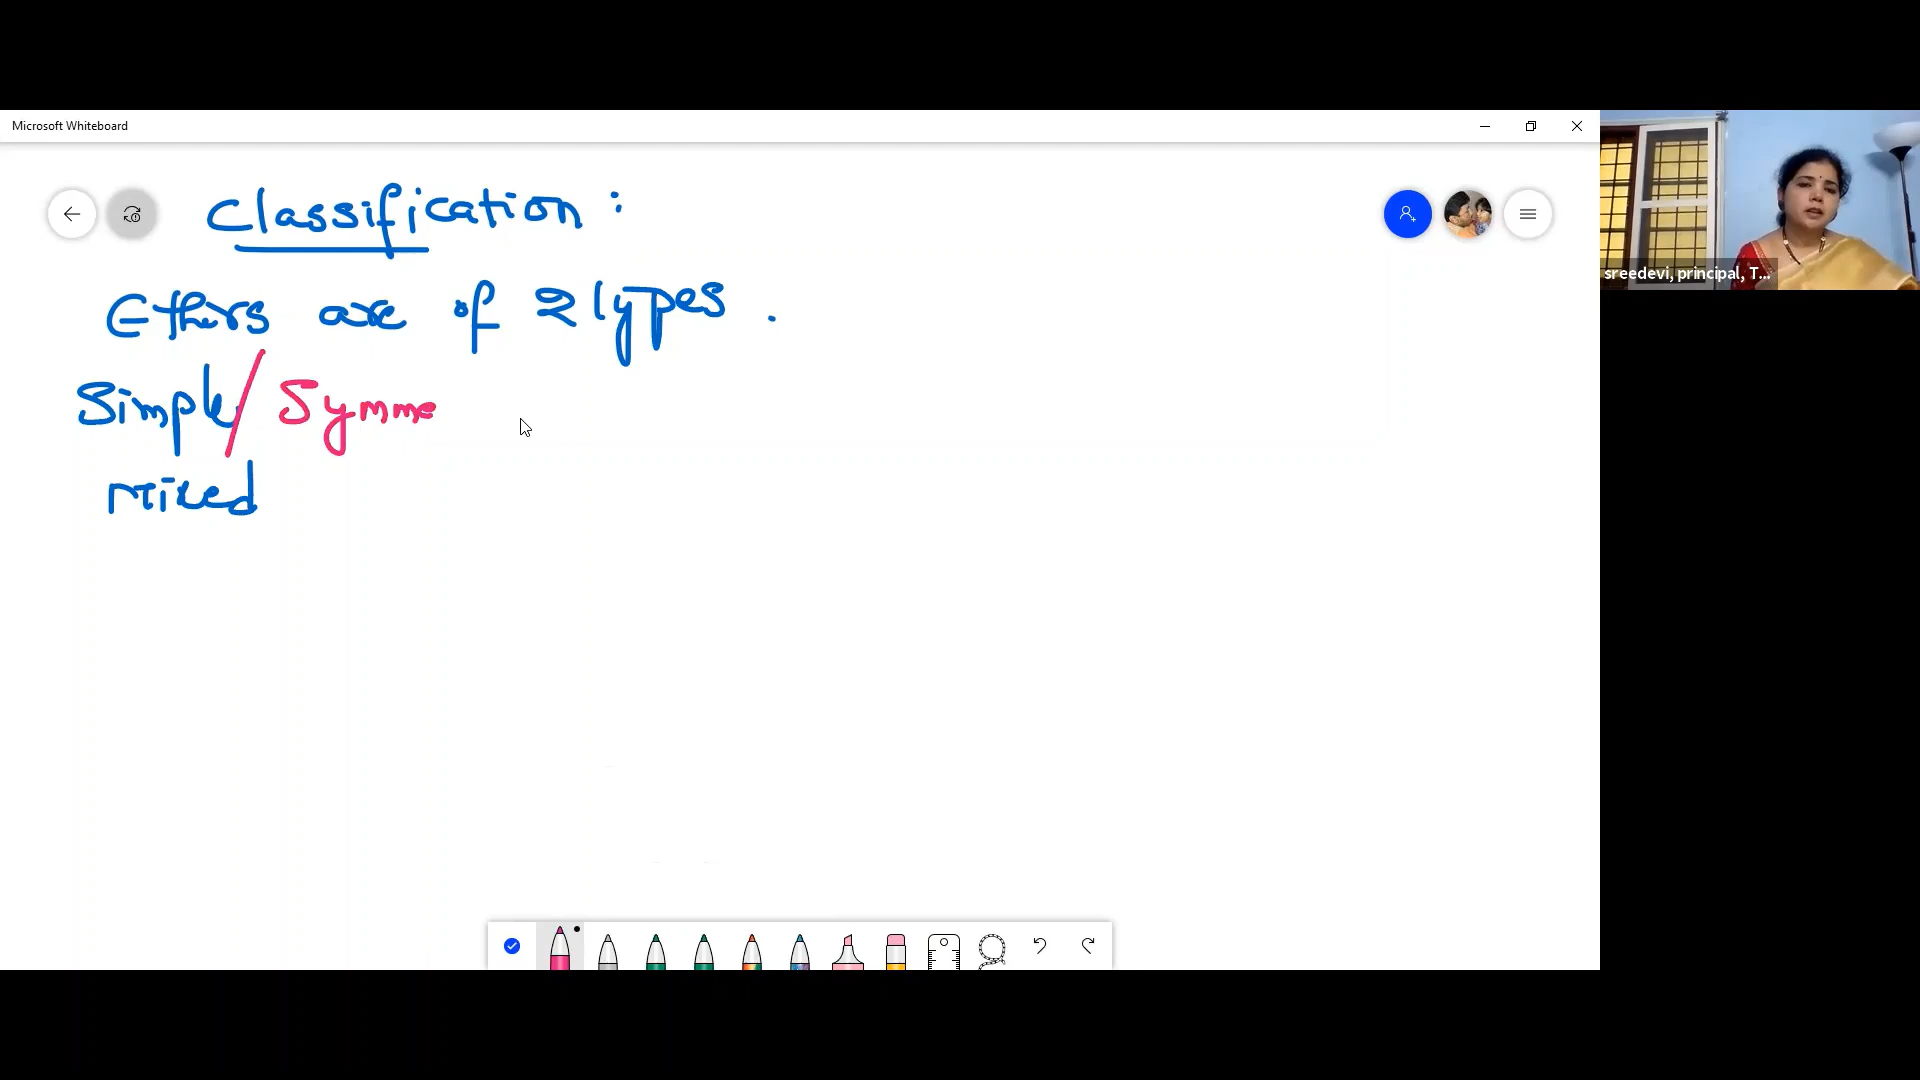 Microsoft Whiteboard
Classification :
Ethers are of 2 types .
Simple / Symme
mixed
sreedevi, principal, T...